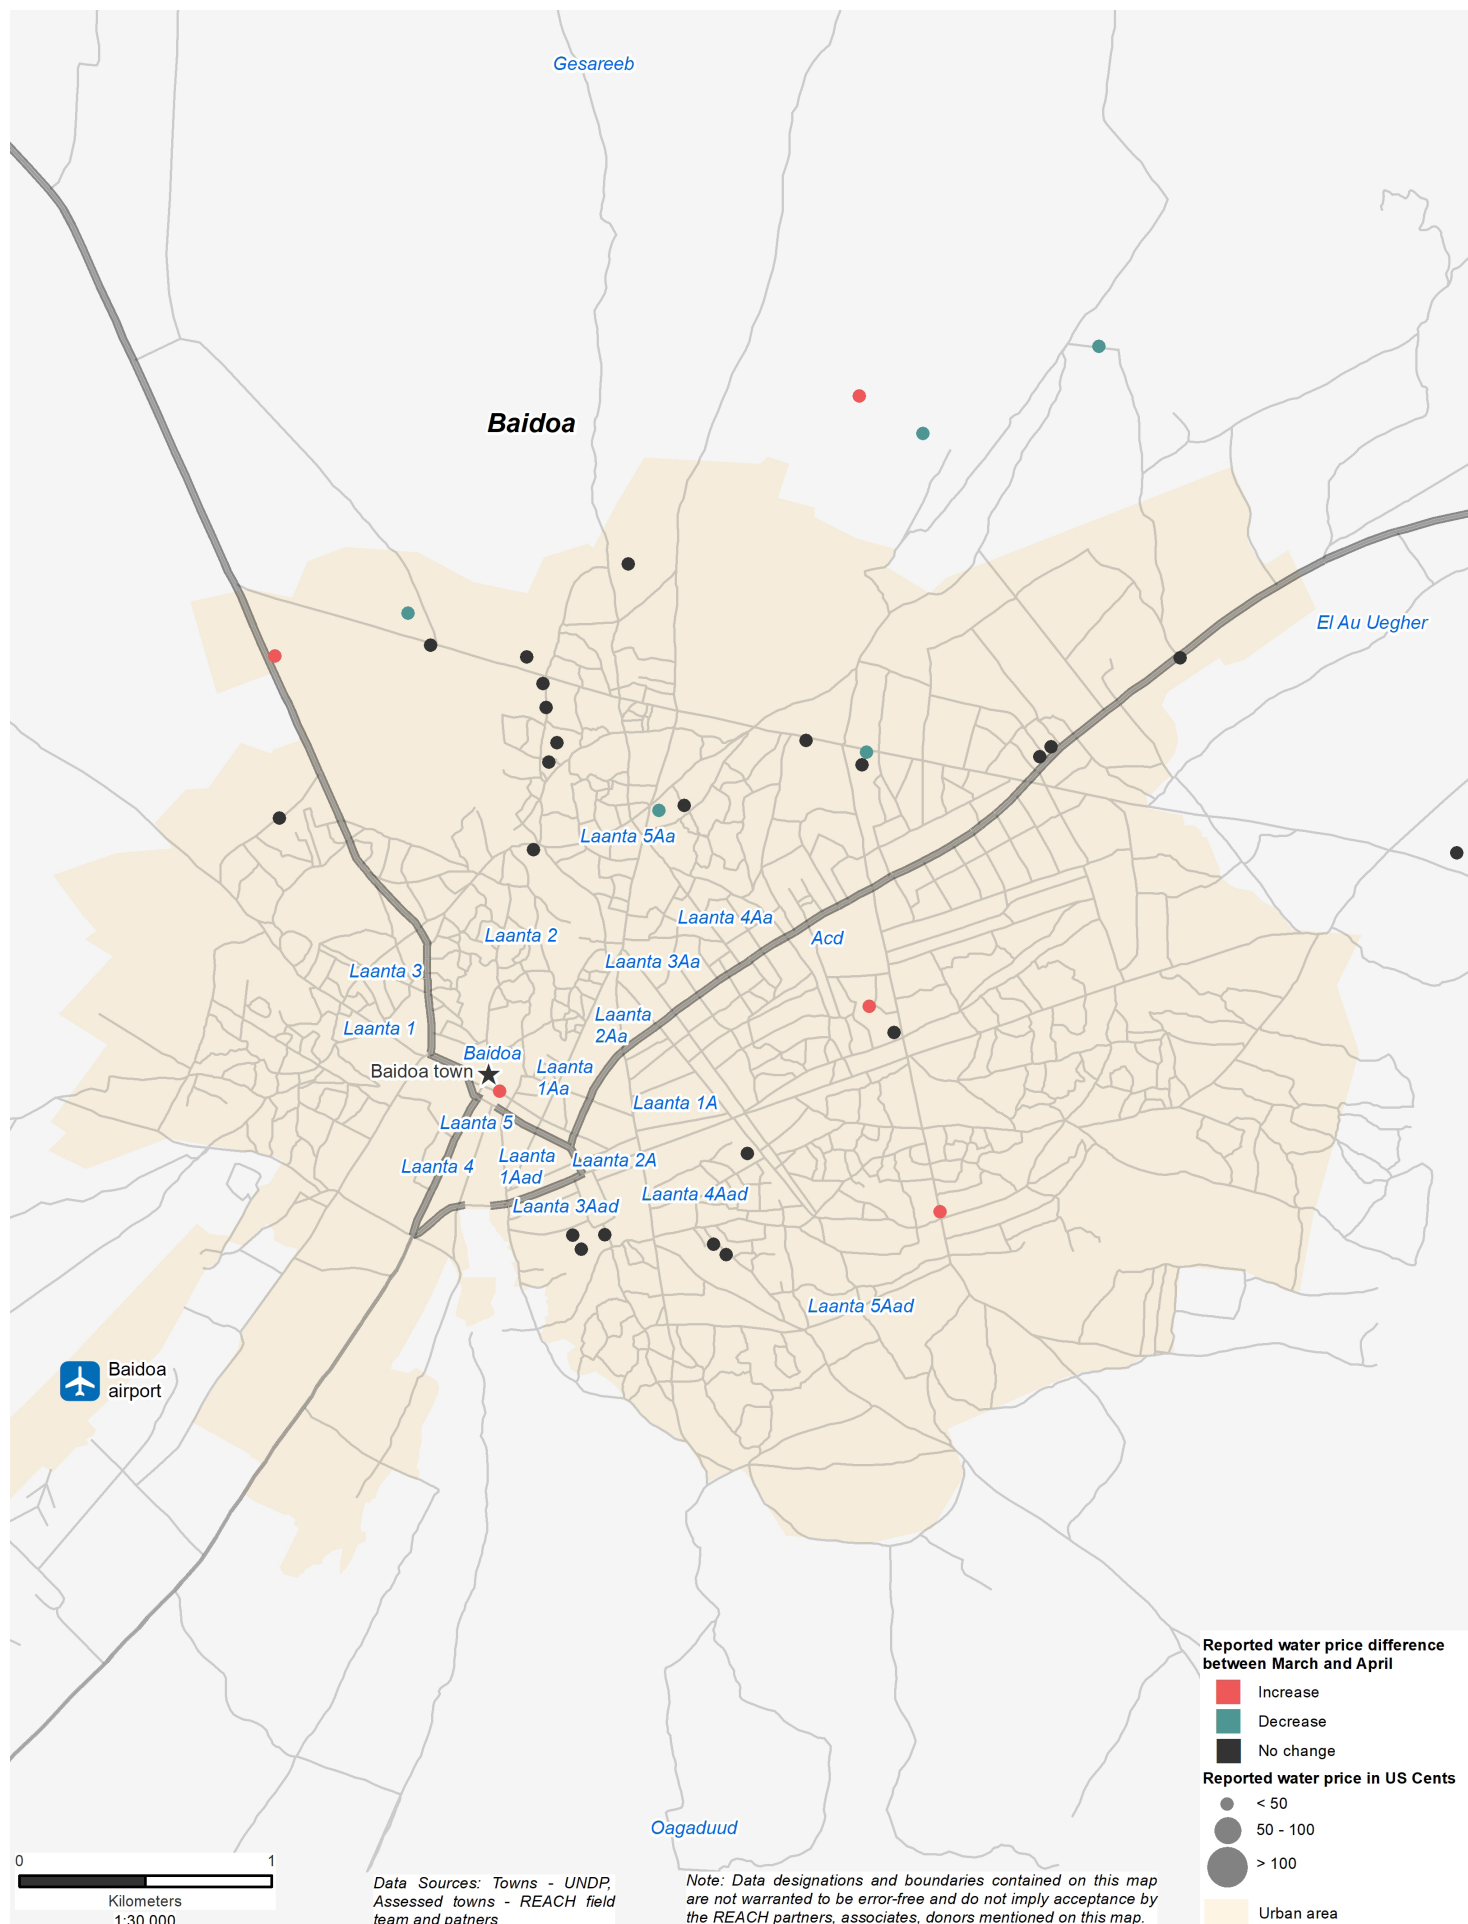 Gesareeb
Baidoa
El Au Uegher
Laanta 5Aa
Laanta 4Aa
Laanta 2
Acd
Laanta 3Aa
Laanta 3
Laanta
2Aa
Laanta 1
Baidoa
Baidoa town
Laanta
1Aa
Laanta 1A
Laanta 5
Laanta
1Aad
Laanta 2A
Laanta 4
Laanta 4Aad
Laanta 3Aad
Laanta 5Aad
Baidoa
airport
Reported water price difference
between March and April
Increase
Decrease
No change
Reported water price in US Cents
< 50
50 - 100
> 100
Urban area
Oagaduud
0 1
Kilometers
1:30,000
Data Sources: Towns - UNDP,
Assessed towns - REACH field
team and patners
Note: Data designations and boundaries contained on this map
are not warranted to be error-free and do not imply acceptance by
the REACH partners, associates, donors mentioned on this map.